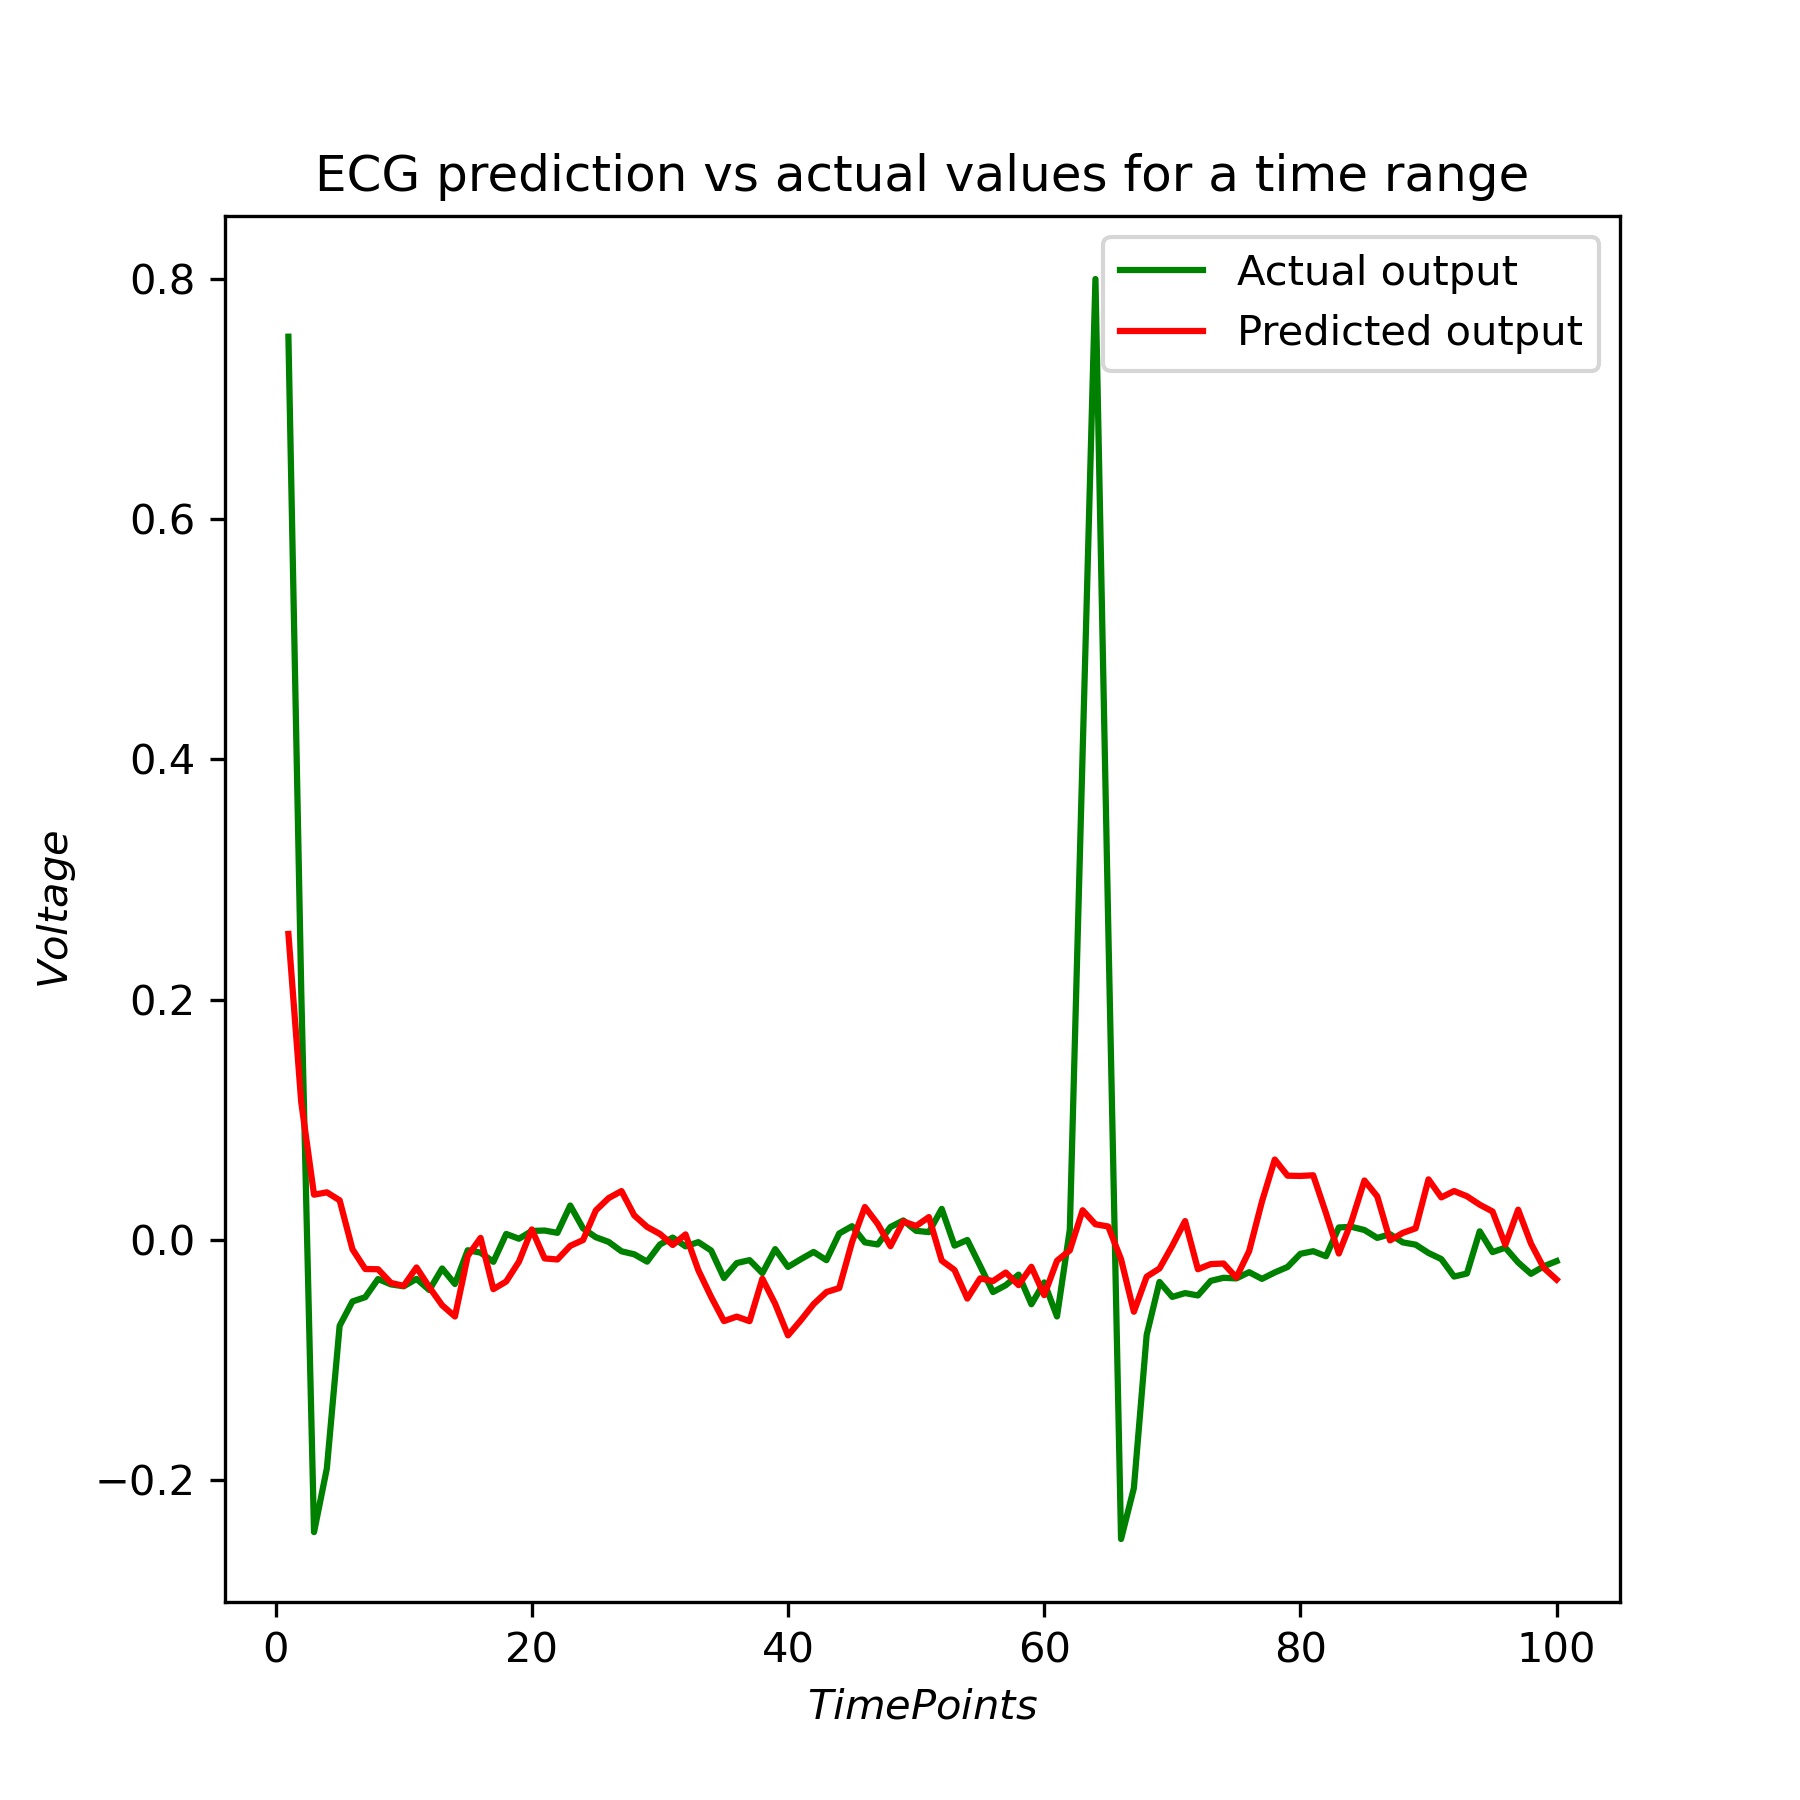 ECG prediction vs actual values for a time range
Actual output
Predicted output
0.8
0.6
0.4
0.2
0.0
−0.2
Voltage
0 20 40 60 80 100
TimePoints